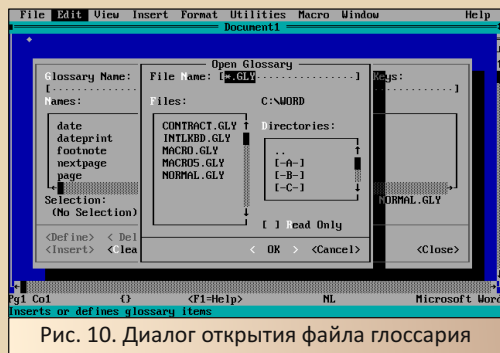 File Edit View Insert Format Utilities Macro Window Help
Document1
Open Glossary
Glossary Name: File Name: [*.GLY..................] Keys:
[.............. ]
Names: Files: C:\WORD
date CONTRACT.GLY ↑ Directories:
dateprint INTLKBD.GLY
footnote MACRO.GLY .. ↑
nextpage MACRO5.GLY [-A-]
page NORMAL.GLY [-B-]
← [-C-] ↓ →
Selection: NORMAL.GLY
(No Selection) ↓
[ ] Read Only
<Define> < Del
<Insert> <Clea < OK > <Cancel> <Close>
← →
Pg1 Co1 {} <F1=Help> NL Microsoft Word
Inserts or defines glossary items
Рис. 10. Диалог открытия файла глоссария